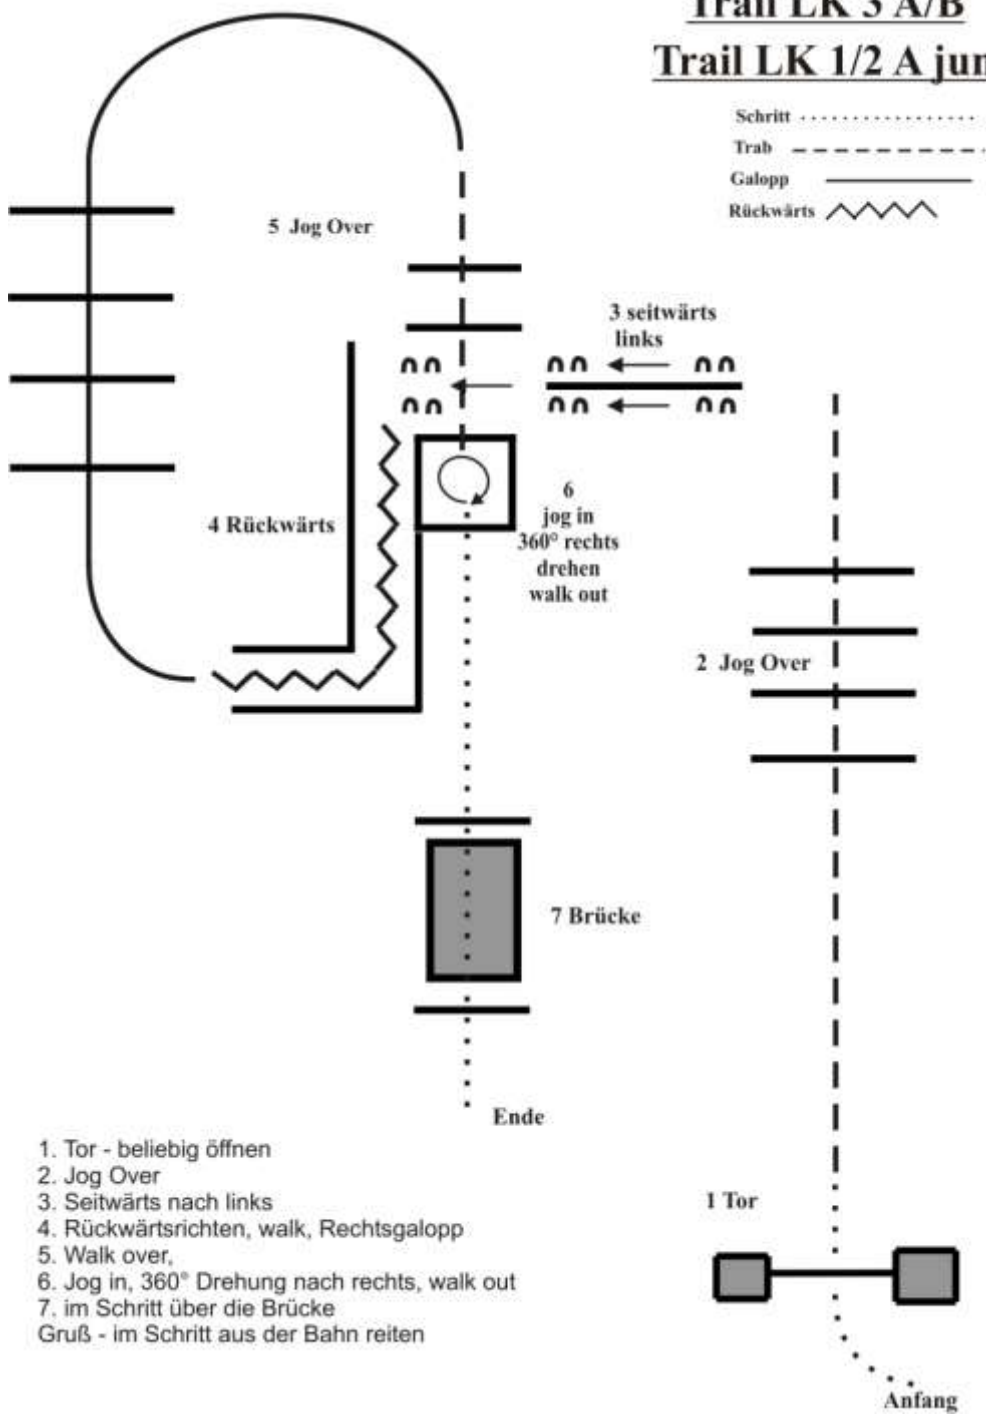 Trail LK 3 A/B
Trail LK 1/2 A jun
Schritt
Trab
Galopp
Rückwärts
5 Jog Over
3 seitwärts
links
4 Rückwärts
6
jog in
360° rechts
drehen
walk out
2 Jog Over
7 Brücke
Ende
1 Tor
Anfang
1. Tor - beliebig öffnen
2. Jog Over
3. Seitwärts nach links
4. Rückwärtsrichten, walk, Rechtsgalopp
5. Walk over,
6. Jog in, 360° Drehung nach rechts, walk out
7. im Schritt über die Brücke
Gruß - im Schritt aus der Bahn reiten